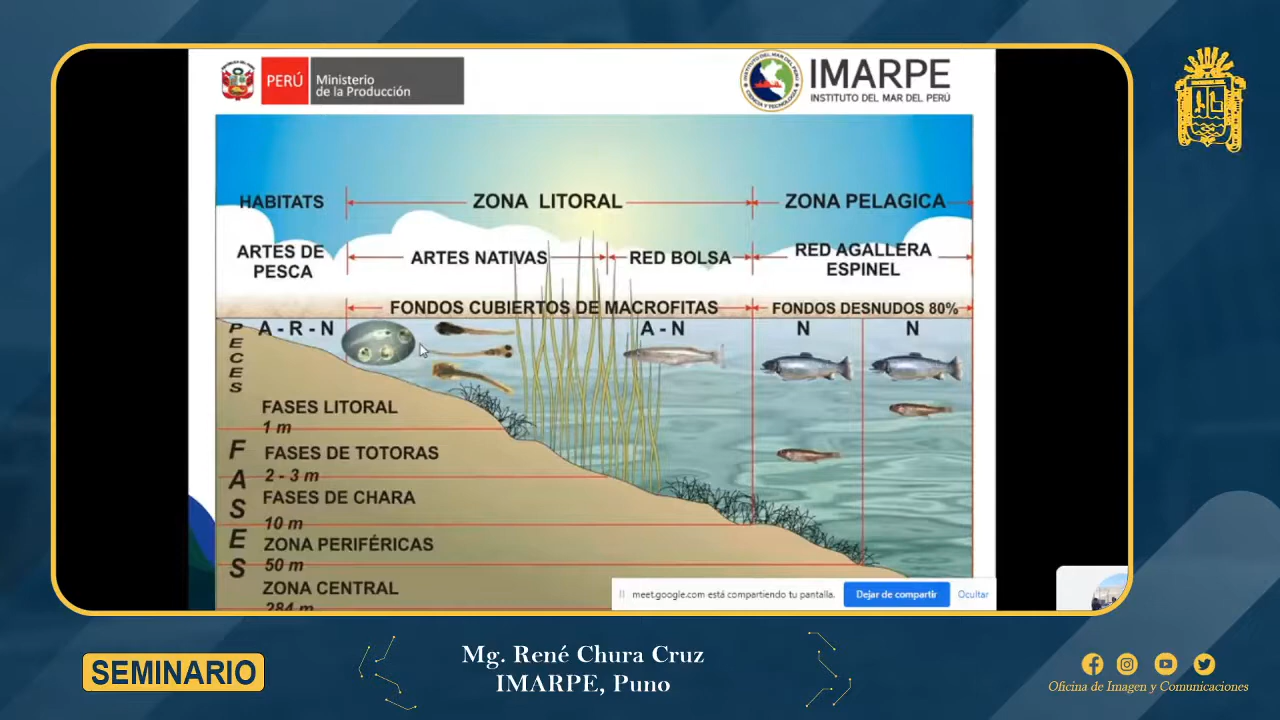 PERÚ
Ministerio
de la Producción
IMARPE
INSTITUTO DEL MAR DEL PERÚ
HABITATS
ZONA LITORAL
ZONA PELAGICA
ARTES DE
PESCA
ARTES NATIVAS
RED BOLSA
RED AGALLERA
ESPINEL
FONDOS CUBIERTOS DE MACROFITAS
FONDOS DESNUDOS 80%
PECES
A - R - N
A - N
N
N
FASES
FASES LITORAL
1 m
FASES DE TOTORAS
2 - 3 m
FASES DE CHARA
10 m
ZONA PERIFÉRICAS
50 m
ZONA CENTRAL
284 m
meet.google.com está compartiendo tu pantalla.
Dejar de compartir
Ocultar
SEMINARIO
Mg. René Chura Cruz
IMARPE, Puno
Oficina de Imagen y Comunicaciones